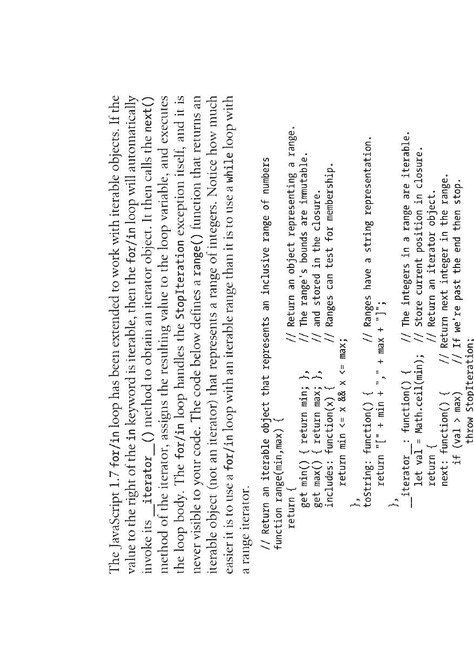 The JavaScript 1.7 for/in loop has been extended to work with iterable objects. If the
value to the right of the in keyword is iterable, then the for/in loop will automatically
invoke its __iterator__() method to obtain an iterator object. It then calls the next()
method of the iterator, assigns the resulting value to the loop variable, and executes
the loop body. The for/in loop handles the StopIteration exception itself, and it is
never visible to your code. The code below defines a range() function that returns an
iterable object (not an iterator) that represents a range of integers. Notice how much
easier it is to use a for/in loop with an iterable range than it is to use a while loop with
a range iterator.
// Return an iterable object that represents an inclusive range of numbers
function range(min,max) {
return { // Return an object representing a range.
get min() { return min; }, // The range's bounds are immutable.
get max() { return max; }, // and stored in the closure.
includes: function(x) { // Ranges can test for membership.
return min <= x && x <= max;
},
toString: function() { // Ranges have a string representation.
return "[" + min + "," + max + "]";
},
__iterator__: function() { // The integers in a range are iterable.
let val = Math.ceil(min); // Store current position in closure.
return { // Return an iterator object.
next: function() { // Return next integer in the range.
if (val > max) // If we're past the end then stop.
throw StopIteration;